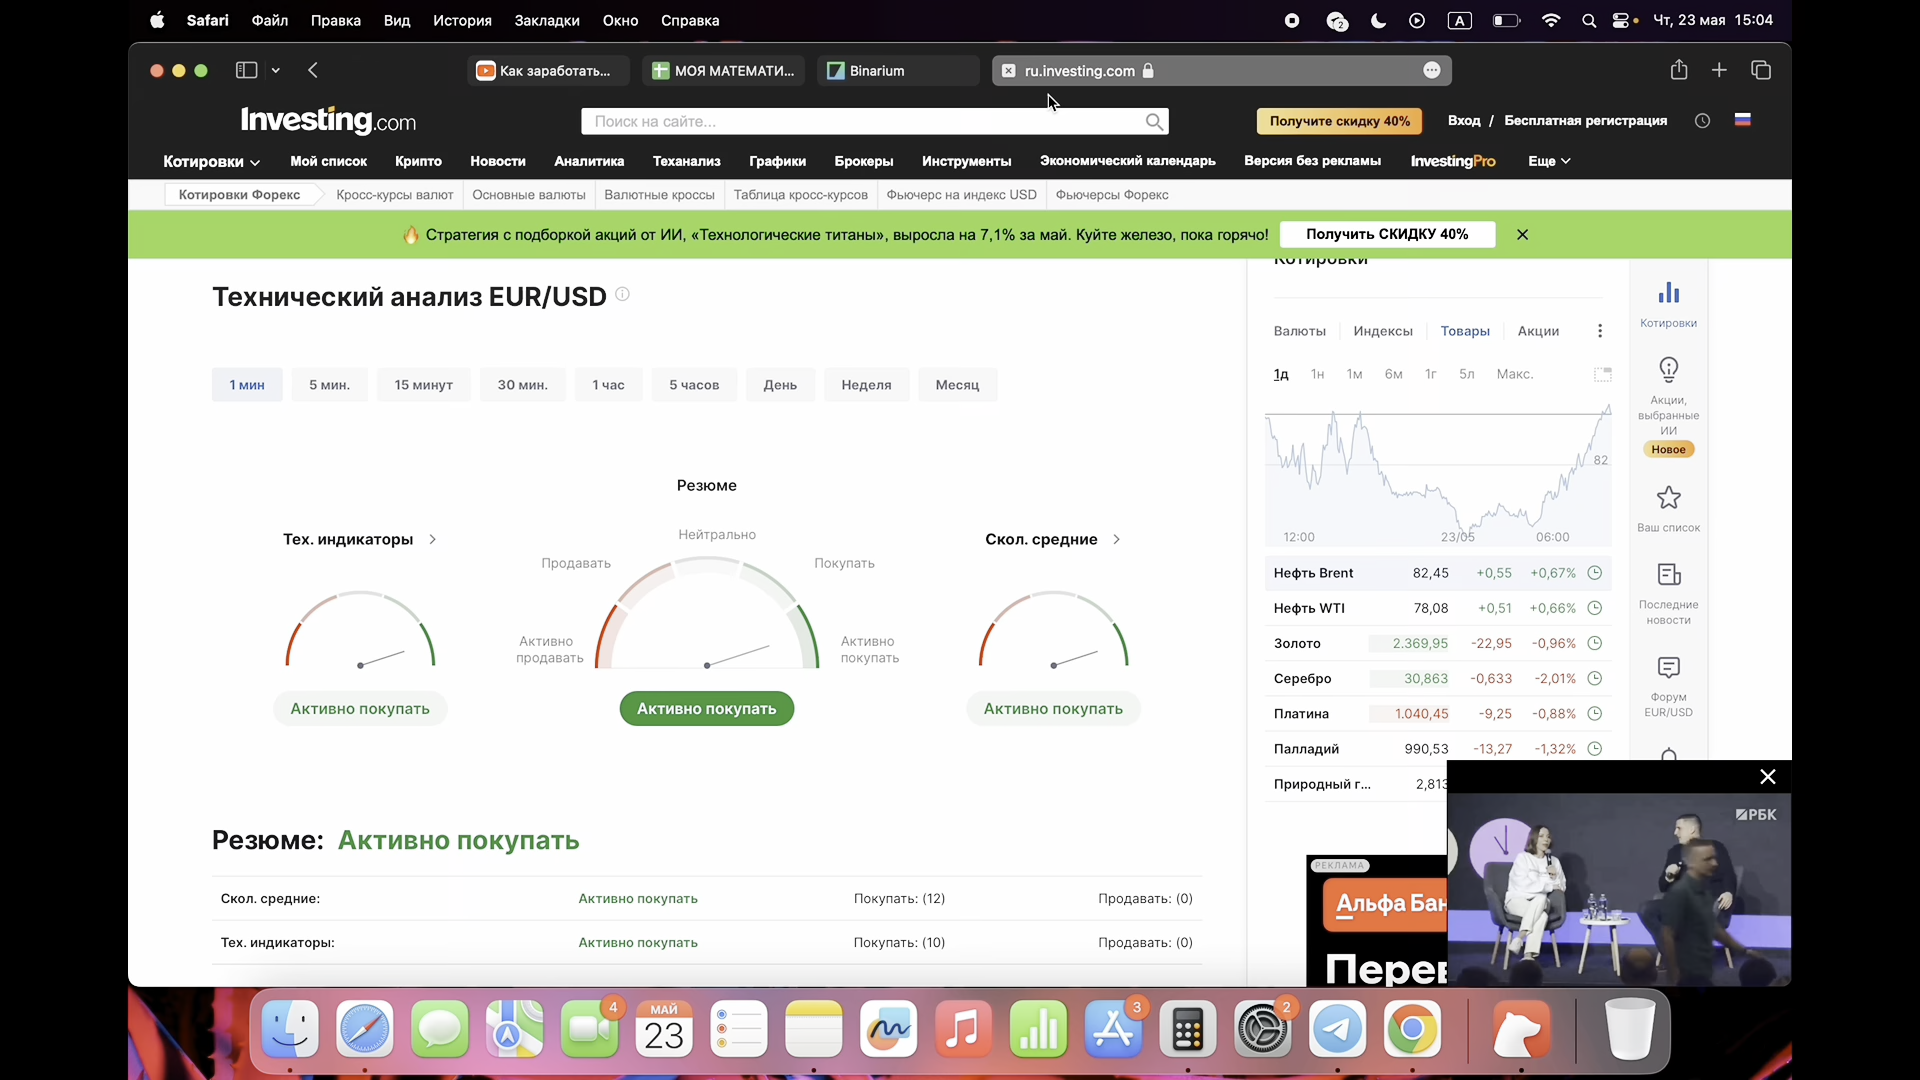 Safari Файл Правка Вид История Закладки Окно Справка
2 A Чт, 23 мая 15:04
Как заработать... МОЯ МАТЕМАТИ... Binarium ru.investing.com
Investing.com Поиск на сайте... Получите скидку 40% Вход / Бесплатная регистрация
Котировки Мой список Крипто Новости Аналитика Теханализ Графики Брокеры Инструменты Экономический календарь Версия без рекламы InvestingPro Еще
Котировки Форекс Кросс-курсы валют Основные валюты Валютные кроссы Таблица кросс-курсов Фьючерс на индекс USD Фьючерсы Форекс
Стратегия с подборкой акций от ИИ, «Технологические титаны», выросла на 7,1% за май. Куйте железо, пока горячо! Получить СКИДКУ 40%
Технический анализ EUR/USD
1 мин 5 мин. 15 минут 30 мин. 1 час 5 часов День Неделя Месяц
Резюме
Тех. индикаторы
Активно покупать
Нейтрально
Продавать Покупать
Активно продавать
Активно покупать
Активно покупать
Скол. средние
Активно покупать
Резюме: Активно покупать
Скол. средние: Активно покупать Покупать: (12) Продавать: (0)
Тех. индикаторы: Активно покупать Покупать: (10) Продавать: (0)
Котировки
Валюты Индексы Товары Акции
1д 1н 1м 6м 1г 5л Макс.
82
12:00 23/05 06:00
Нефть Brent 82,45 +0,55 +0,67%
Нефть WTI 78,08 +0,51 +0,66%
Золото 2.369,95 -22,95 -0,96%
Серебро 30,863 -0,633 -2,01%
Платина 1.040,45 -9,25 -0,88%
Палладий 990,53 -13,27 -1,32%
Природный г... 2,813
Котировки
Акции,
выбранные
ИИ
Новое
Ваш список
Последние
новости
Форум
EUR/USD
РБК
РЕКЛАМА
Альфа Бан
Перев
4 МАЙ 23 3 2